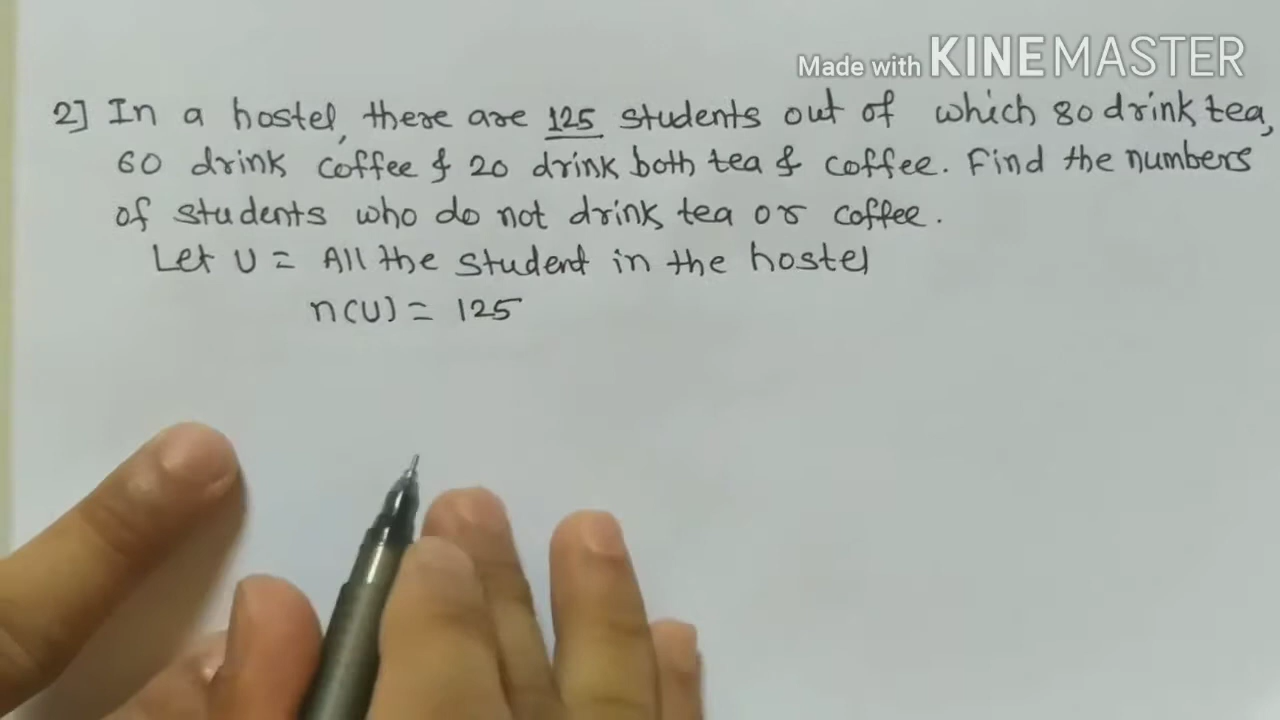 Made with KINEMASTER
2] In a hostel, there are 125 students out of which 80 drink tea,
60 drink coffee & 20 drink both tea & coffee. Find the numbers
of students who do not drink tea or coffee.
Let U = All the student in the hostel
n(U) = 125